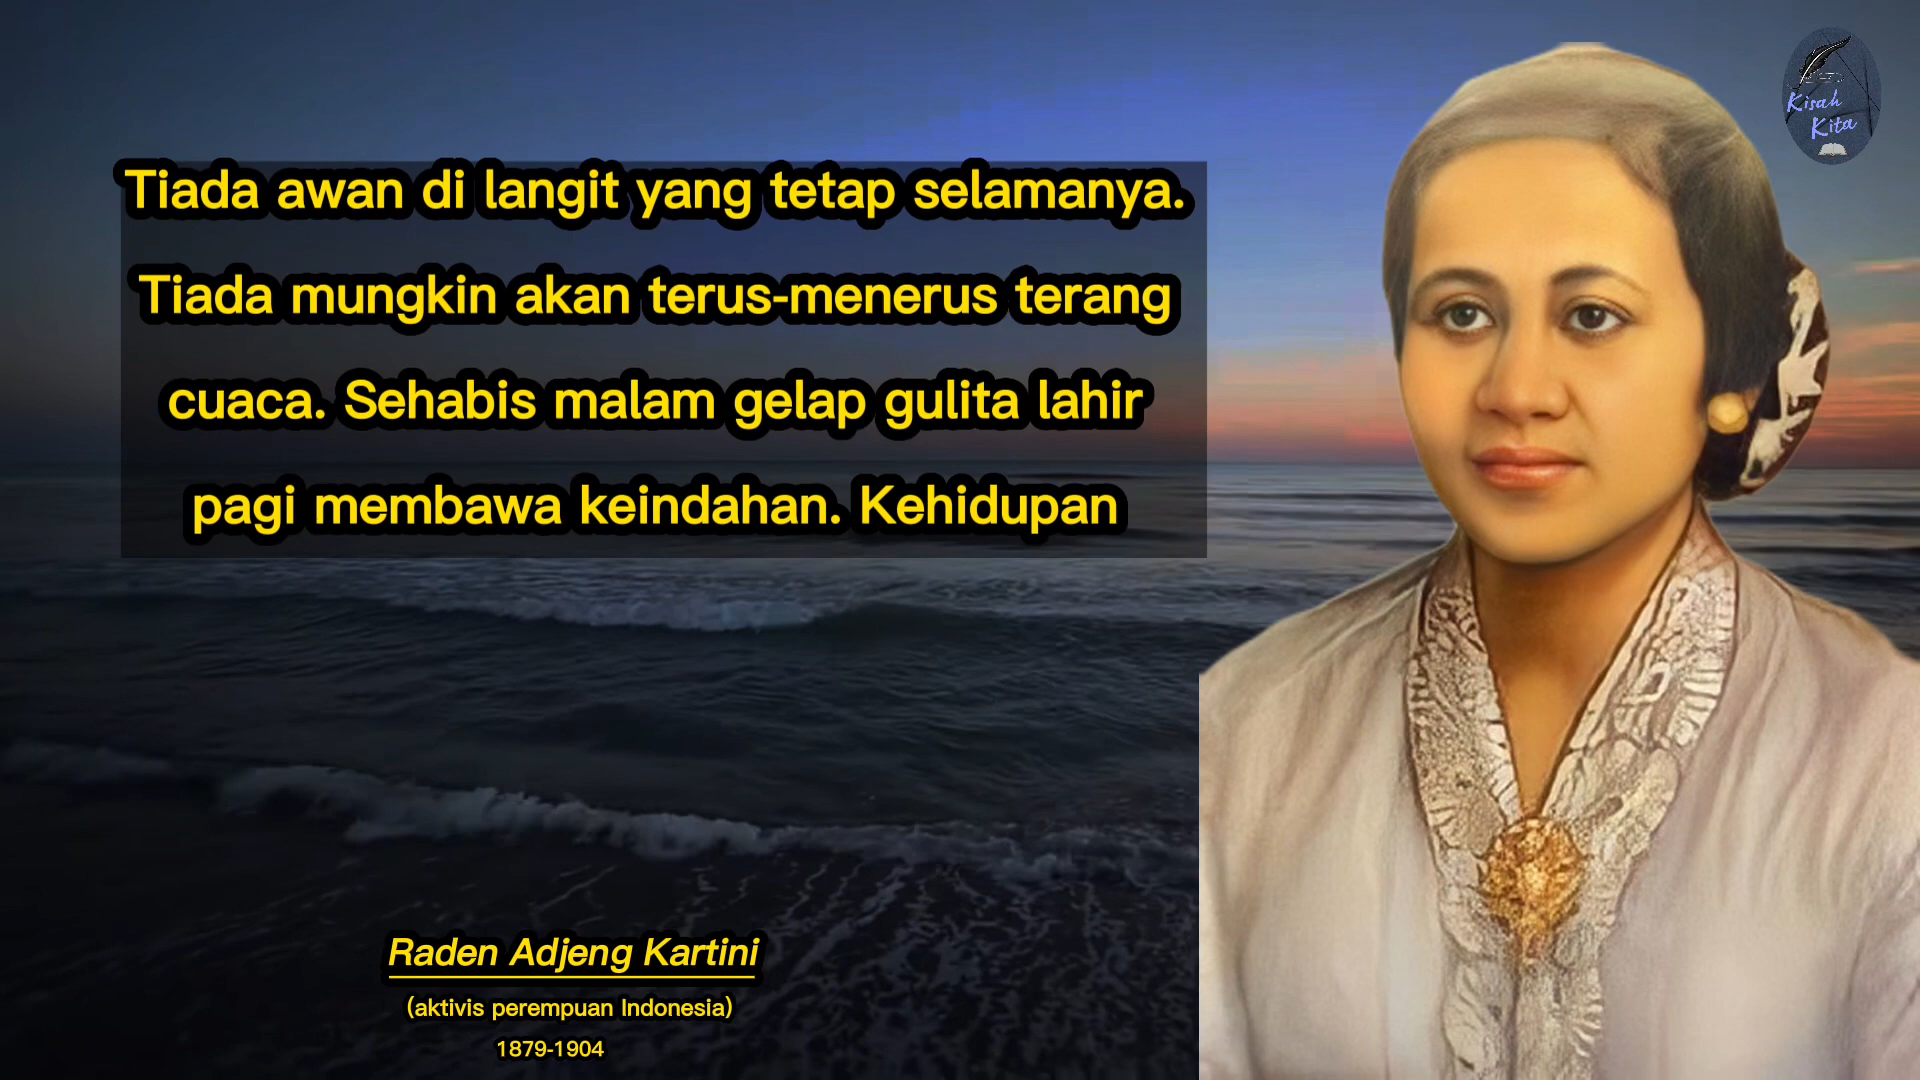 Kisah
Kita
Tiada awan di langit yang tetap selamanya.
Tiada mungkin akan terus-menerus terang
cuaca. Sehabis malam gelap gulita lahir
pagi membawa keindahan. Kehidupan
Raden Adjeng Kartini
(aktivis perempuan Indonesia)
1879-1904